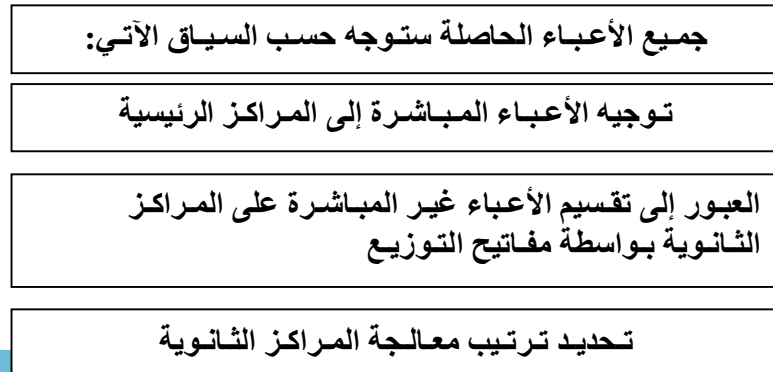 جميع الأعباء الحاصلة ستوجه حسب السياق الآتي:
توجيه الأعباء المباشرة إلى المراكز الرئيسية
العبور إلى تقسيم الأعباء غير المباشرة على المراكز
الثانوية بواسطة مفاتيح التوزيع
تحديد ترتيب معالجة المراكز الثانوية